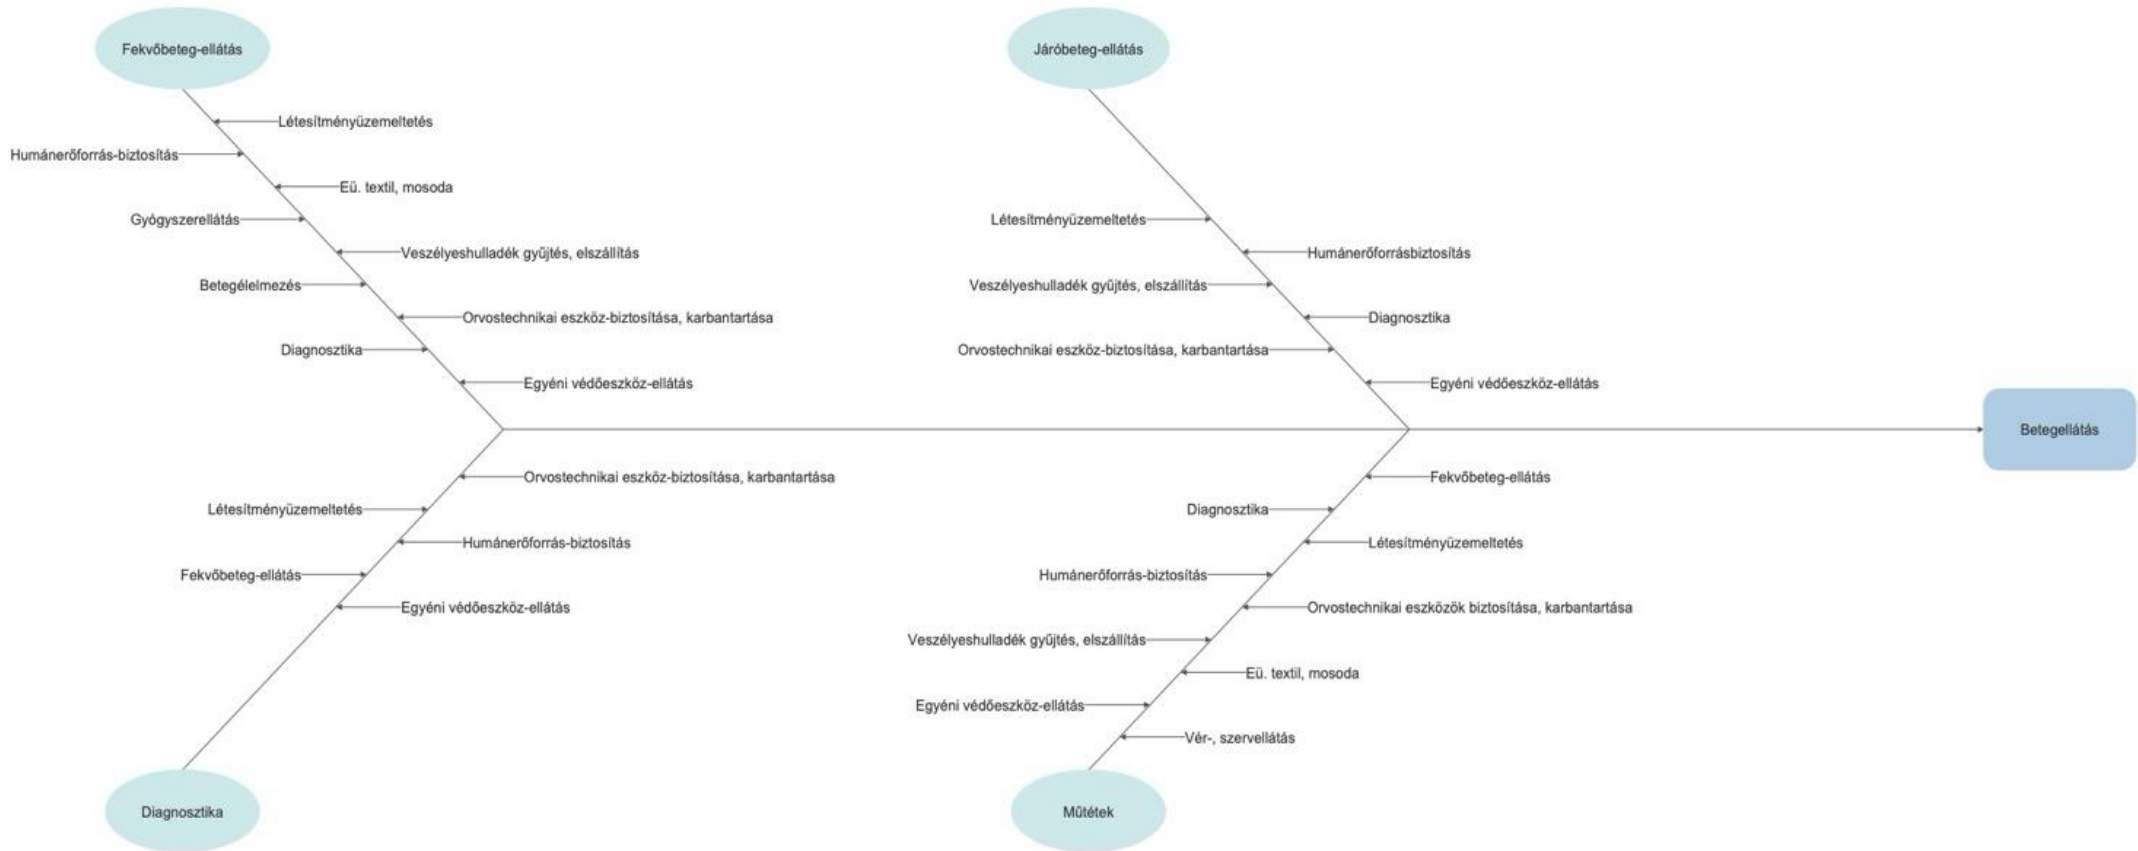 Fekvőbeteg-ellátás
Létesítményüzemeltetés
Humánerőforrás-biztosítás
Eü. textil, mosoda
Gyógyszerellátás
Veszélyeshulladék gyűjtés, elszállítás
Betegélelmezés
Orvostechnikai eszköz-biztosítása, karbantartása
Diagnosztika
Egyéni védőeszköz-ellátás
Járóbeteg-ellátás
Létesítményüzemeltetés
Humánerőforrásbiztosítás
Veszélyeshulladék gyűjtés, elszállítás
Diagnosztika
Orvostechnikai eszköz-biztosítása, karbantartása
Egyéni védőeszköz-ellátás
Betegellátás
Orvostechnikai eszköz-biztosítása, karbantartása
Létesítményüzemeltetés
Humánerőforrás-biztosítás
Fekvőbeteg-ellátás
Egyéni védőeszköz-ellátás
Diagnosztika
Fekvőbeteg-ellátás
Diagnosztika
Létesítményüzemeltetés
Humánerőforrás-biztosítás
Orvostechnikai eszközök biztosítása, karbantartása
Veszélyeshulladék gyűjtés, elszállítás
Eü. textil, mosoda
Egyéni védőeszköz-ellátás
Vér-, szervellátás
Műtétek